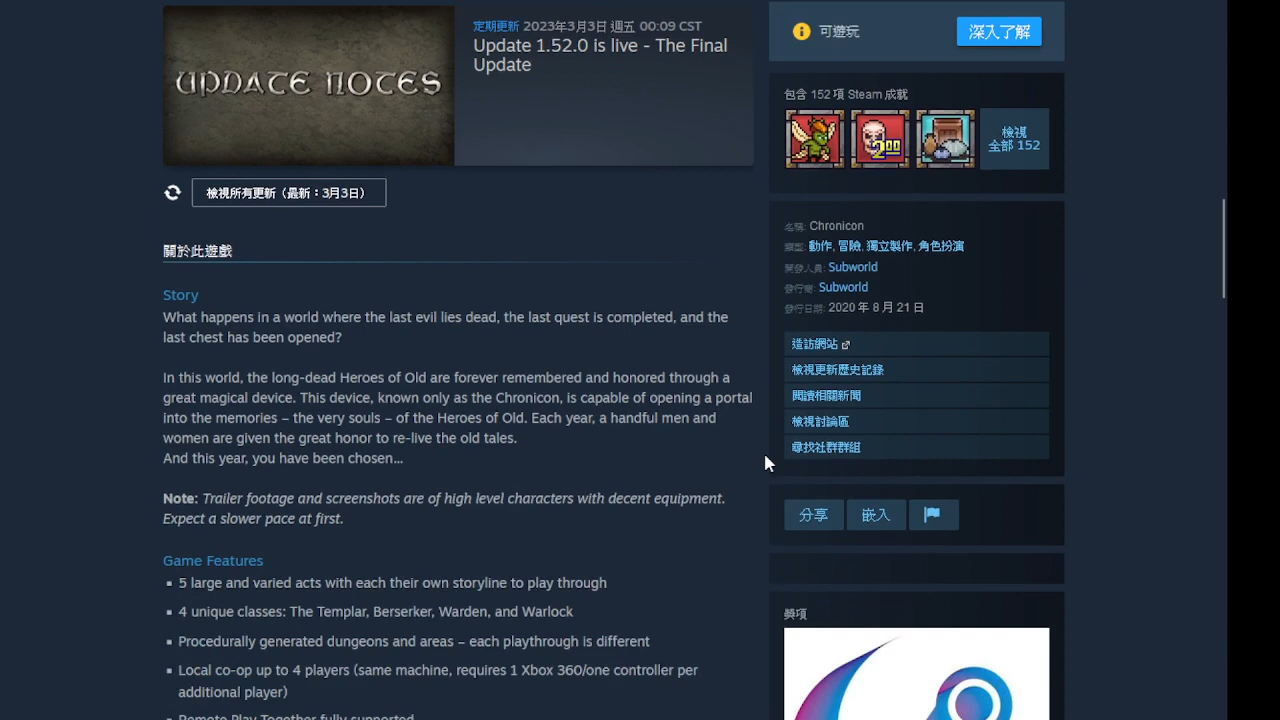 UPDATE NOTES
定期更新 2023年3月3日 週五 00:09 CST
Update 1.52.0 is live - The Final
Update
檢視所有更新（最新：3月3日）
關於此遊戲
Story
What happens in a world where the last evil lies dead, the last quest is completed, and the
last chest has been opened?
In this world, the long-dead Heroes of Old are forever remembered and honored through a
great magical device. This device, known only as the Chronicon, is capable of opening a portal
into the memories – the very souls – of the Heroes of Old. Each year, a handful men and
women are given the great honor to re-live the old tales.
And this year, you have been chosen...
Note: Trailer footage and screenshots are of high level characters with decent equipment.
Expect a slower pace at first.
Game Features
▪ 5 large and varied acts with each their own storyline to play through
▪ 4 unique classes: The Templar, Berserker, Warden, and Warlock
▪ Procedurally generated dungeons and areas – each playthrough is different
▪ Local co-op up to 4 players (same machine, requires 1 Xbox 360/one controller per
additional player)
▪ Remote Play Together fully supported
可遊玩
深入了解
包含 152 項 Steam 成就
200
檢視
全部 152
名稱: Chronicon
類型: 動作, 冒險, 獨立製作, 角色扮演
開發人員: Subworld
發行商: Subworld
發行日期: 2020 年 8 月 21 日
造訪網站
檢視更新歷史記錄
閱讀相關新聞
檢視討論區
尋找社群群組
分享
嵌入
獎項